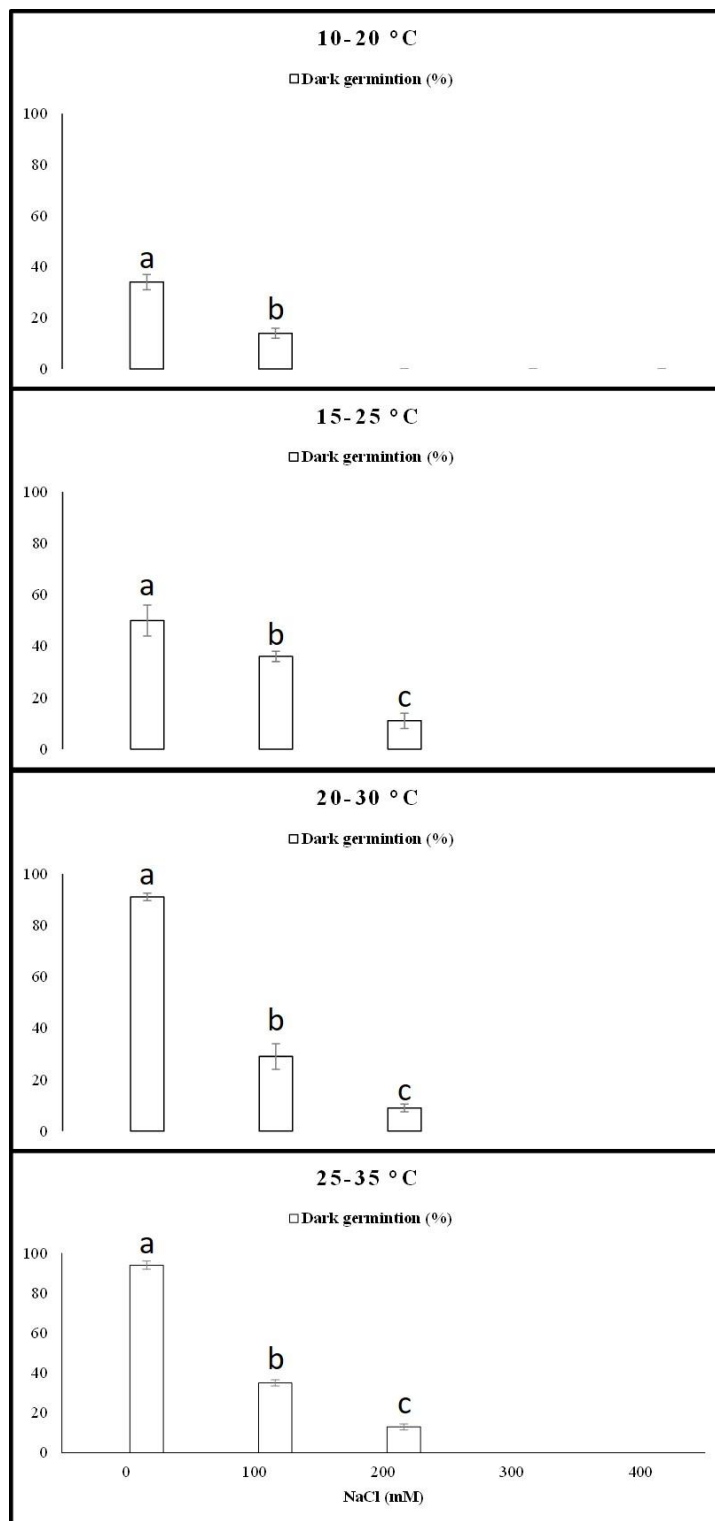 10-20 °C
Dark germintion (%)
100
80
60
40
20
0
a
b
15-25 °C
Dark germintion (%)
100
80
60
40
20
0
a
b
c
20-30 °C
Dark germintion (%)
100
80
60
40
20
0
a
b
c
25-35 °C
Dark germintion (%)
100
80
60
40
20
0
a
b
c
0 100 200 300 400
NaCl (mM)